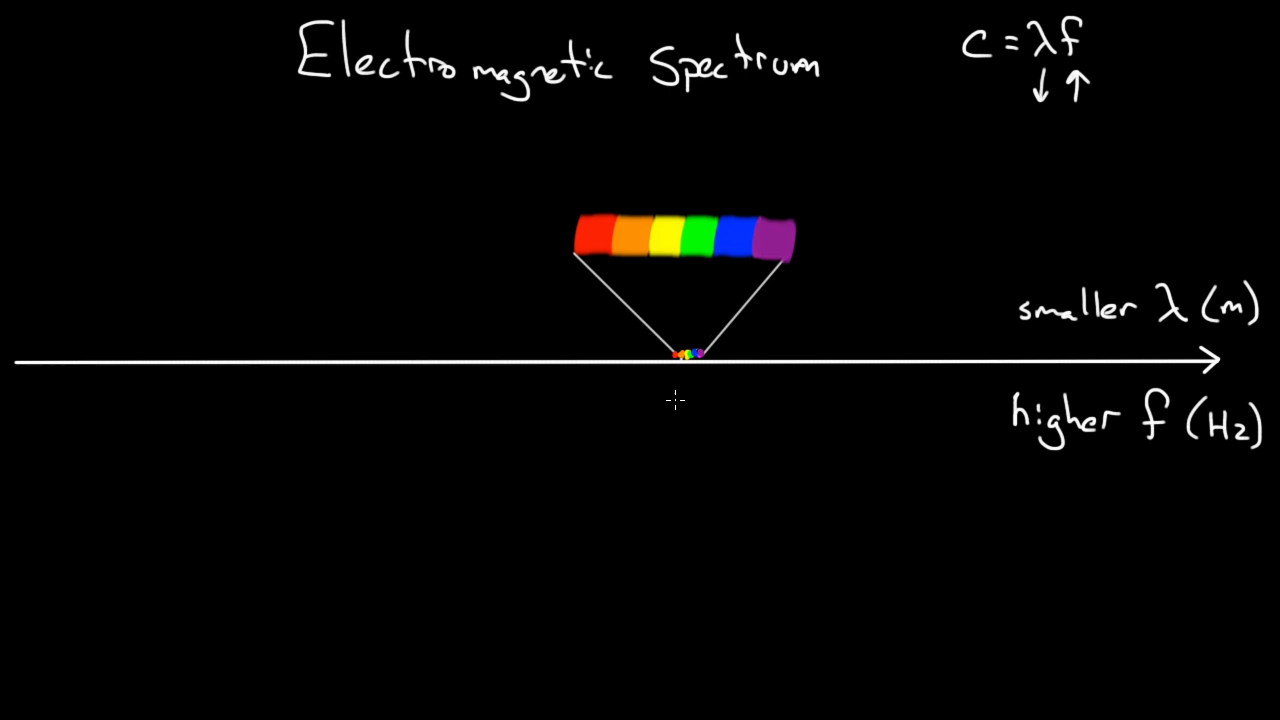 Electromagnetic Spectrum
c = λf
↓ ↑
smaller λ (m)
higher f (Hz)